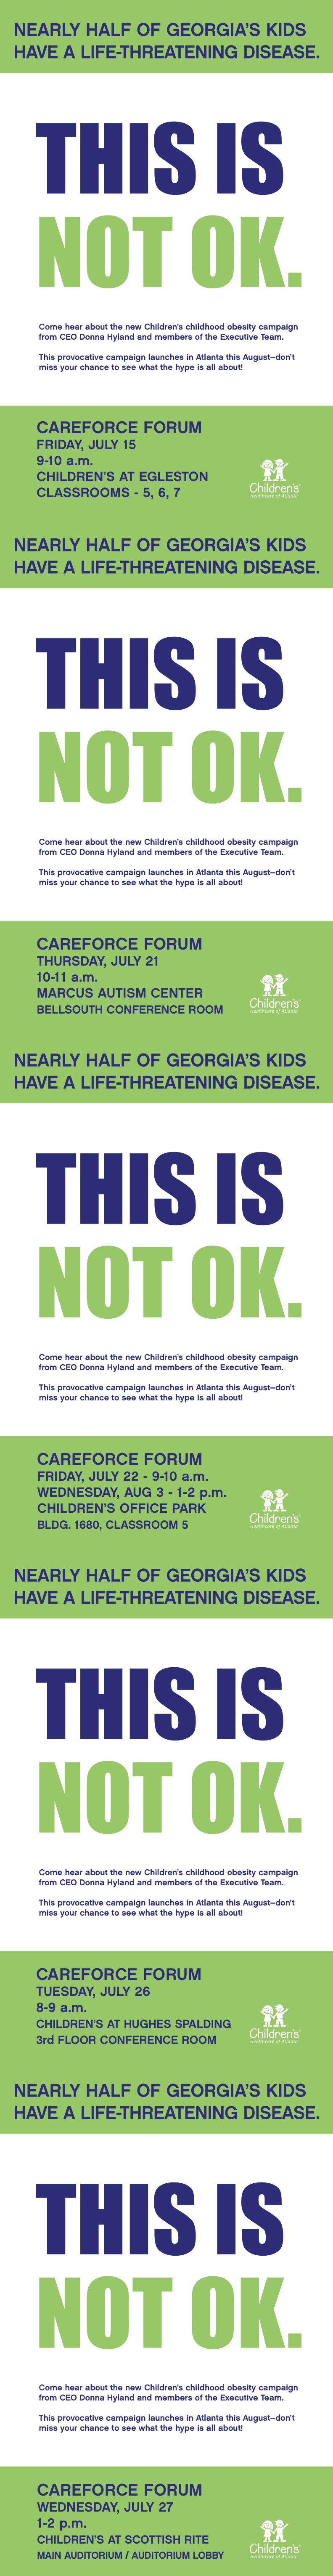 NEARLY HALF OF GEORGIA'S KIDS
HAVE A LIFE-THREATENING DISEASE.
THIS IS
NOT OK.
Come hear about the new Children's childhood obesity campaign
from CEO Donna Hyland and members of the Executive Team.
This provocative campaign launches in Atlanta this August–don't
miss your chance to see what the hype is all about!
CAREFORCE FORUM
FRIDAY, JULY 15
9-10 a.m.
CHILDREN'S AT EGLESTON
CLASSROOMS - 5, 6, 7
Children's
Healthcare of Atlanta
NEARLY HALF OF GEORGIA'S KIDS
HAVE A LIFE-THREATENING DISEASE.
THIS IS
NOT OK.
Come hear about the new Children's childhood obesity campaign
from CEO Donna Hyland and members of the Executive Team.
This provocative campaign launches in Atlanta this August–don't
miss your chance to see what the hype is all about!
CAREFORCE FORUM
THURSDAY, JULY 21
10-11 a.m.
MARCUS AUTISM CENTER
BELLSOUTH CONFERENCE ROOM
Children's
Healthcare of Atlanta
NEARLY HALF OF GEORGIA'S KIDS
HAVE A LIFE-THREATENING DISEASE.
THIS IS
NOT OK.
Come hear about the new Children's childhood obesity campaign
from CEO Donna Hyland and members of the Executive Team.
This provocative campaign launches in Atlanta this August–don't
miss your chance to see what the hype is all about!
CAREFORCE FORUM
FRIDAY, JULY 22 - 9-10 a.m.
WEDNESDAY, AUG 3 - 1-2 p.m.
CHILDREN'S OFFICE PARK
BLDG. 1680, CLASSROOM 5
Children's
Healthcare of Atlanta
NEARLY HALF OF GEORGIA'S KIDS
HAVE A LIFE-THREATENING DISEASE.
THIS IS
NOT OK.
Come hear about the new Children's childhood obesity campaign
from CEO Donna Hyland and members of the Executive Team.
This provocative campaign launches in Atlanta this August–don't
miss your chance to see what the hype is all about!
CAREFORCE FORUM
TUESDAY, JULY 26
8-9 a.m.
CHILDREN'S AT HUGHES SPALDING
3rd FLOOR CONFERENCE ROOM
Children's
Healthcare of Atlanta
NEARLY HALF OF GEORGIA'S KIDS
HAVE A LIFE-THREATENING DISEASE.
THIS IS
NOT OK.
Come hear about the new Children's childhood obesity campaign
from CEO Donna Hyland and members of the Executive Team.
This provocative campaign launches in Atlanta this August–don't
miss your chance to see what the hype is all about!
CAREFORCE FORUM
WEDNESDAY, JULY 27
1-2 p.m.
CHILDREN'S AT SCOTTISH RITE
MAIN AUDITORIUM / AUDITORIUM LOBBY
Children's
Healthcare of Atlanta